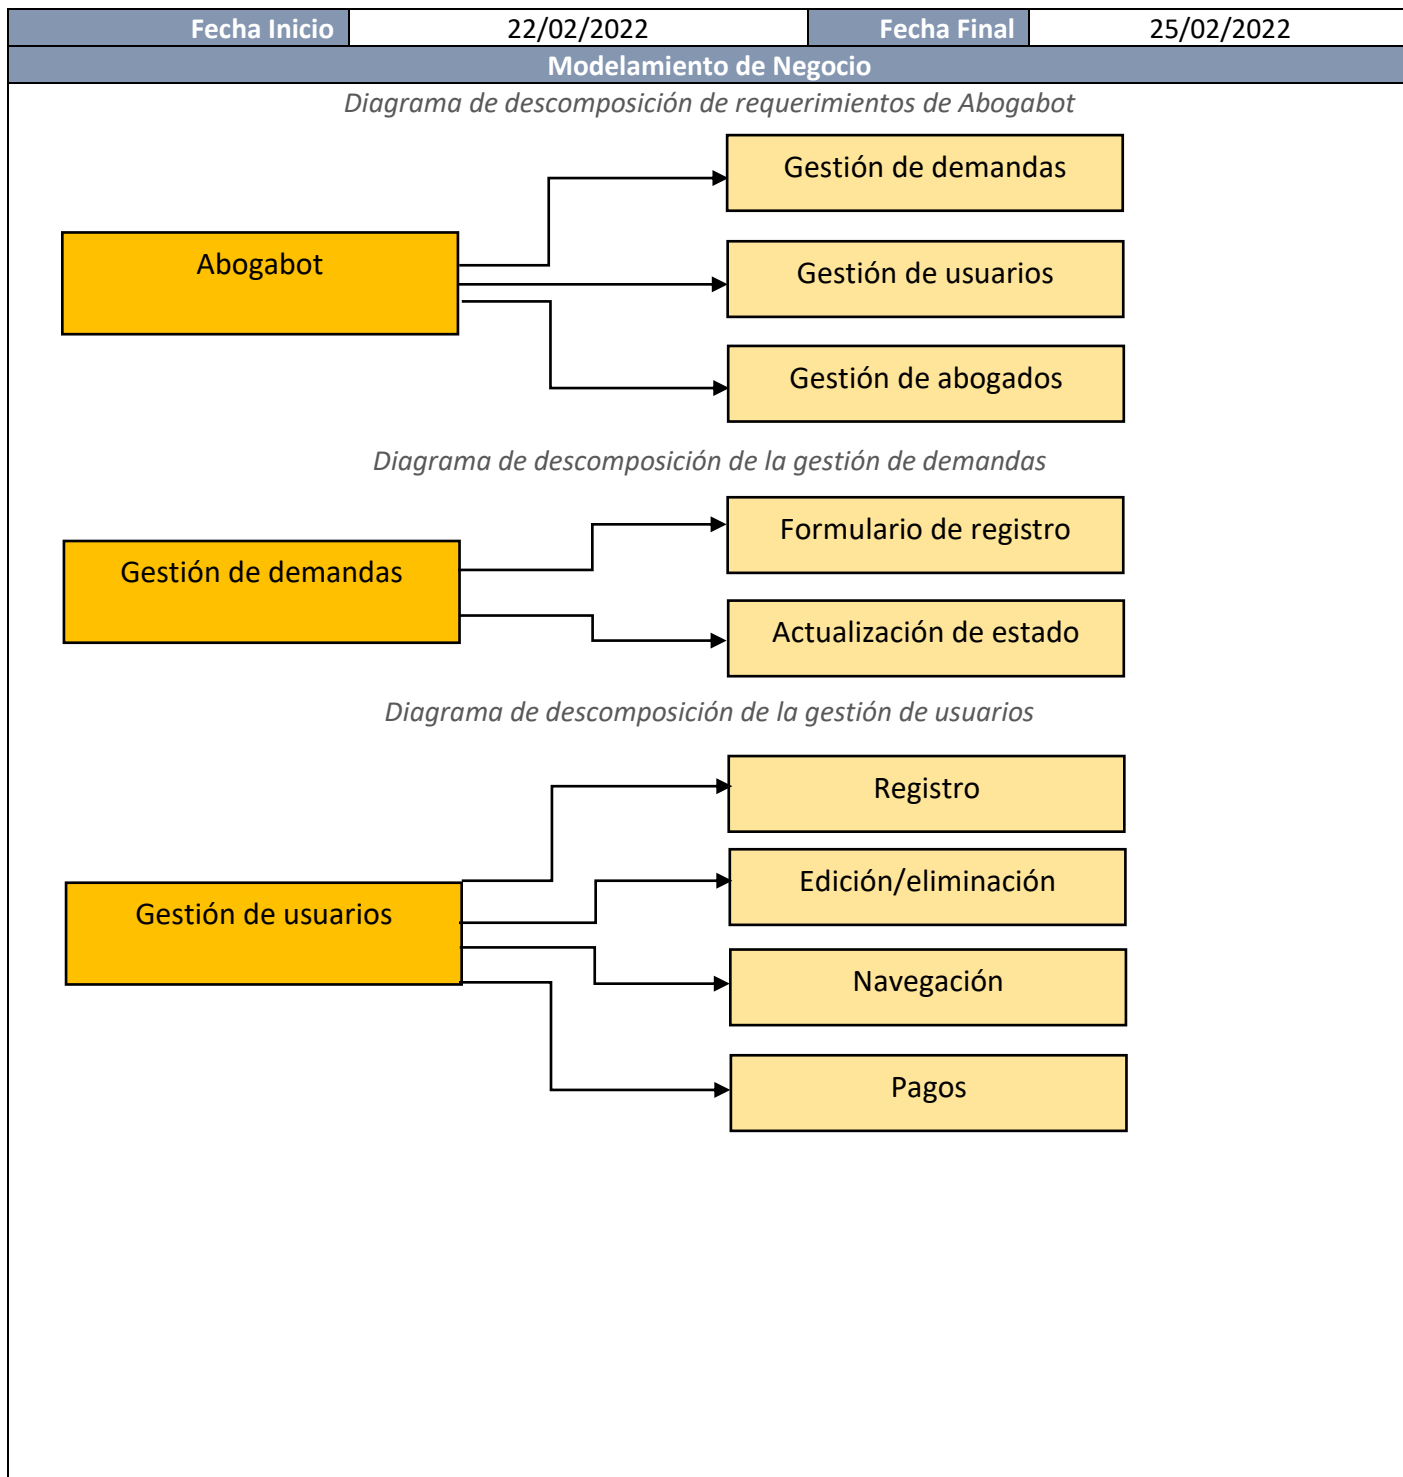 Fecha Inicio 22/02/2022 Fecha Final 25/02/2022
Modelamiento de Negocio
Diagrama de descomposición de requerimientos de Abogabot
Abogabot
Gestión de demandas
Gestión de usuarios
Gestión de abogados
Diagrama de descomposición de la gestión de demandas
Gestión de demandas
Formulario de registro
Actualización de estado
Diagrama de descomposición de la gestión de usuarios
Gestión de usuarios
Registro
Edición/eliminación
Navegación
Pagos